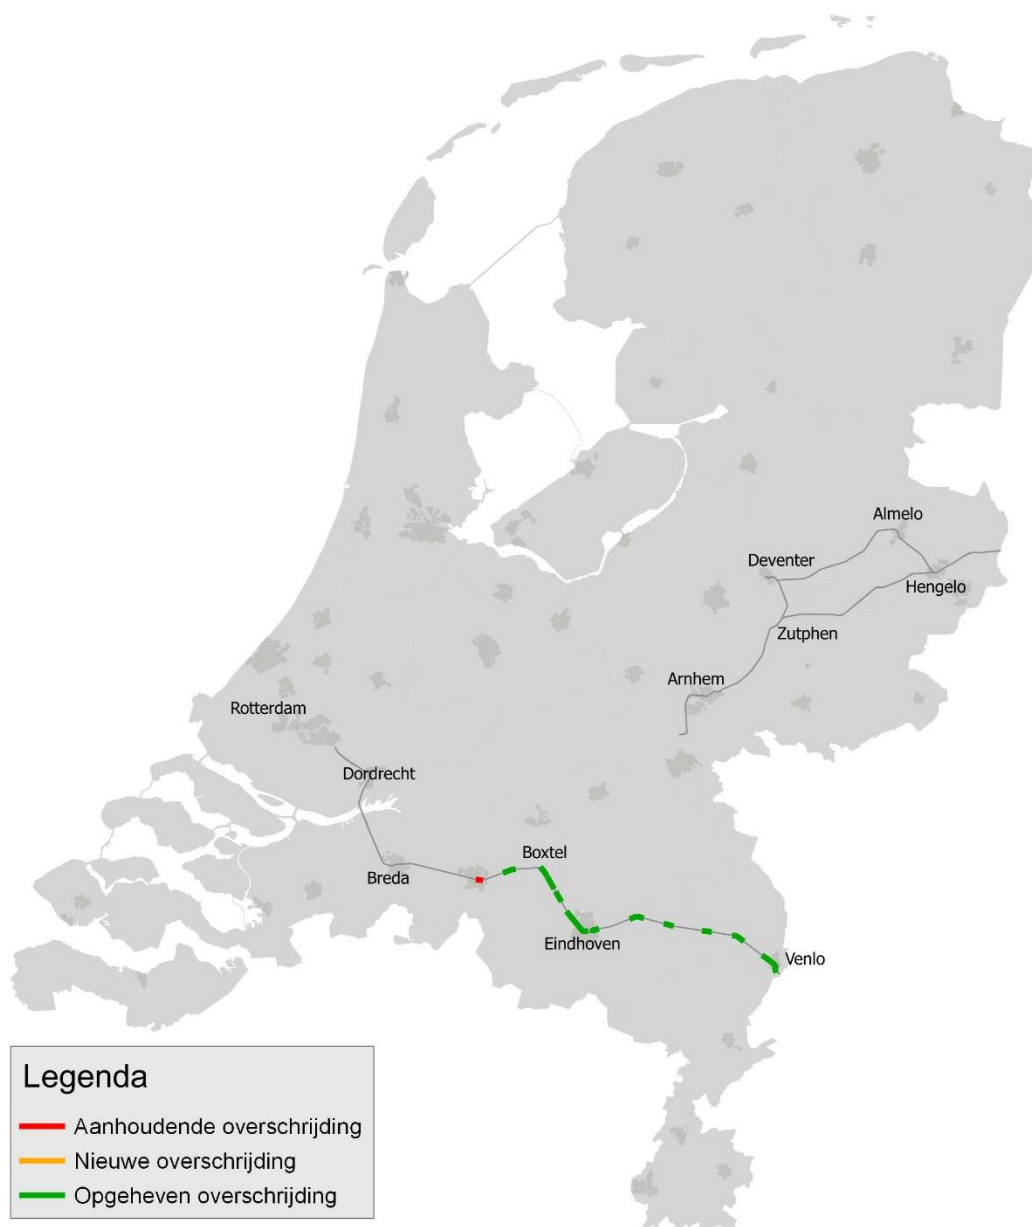 Almelo
Deventer
Hengelo
Zutphen
Arnhem
Rotterdam
Dordrecht
Boxtel
Breda
Eindhoven
Venlo
Legenda
Aanhoudende overschrijding
Nieuwe overschrijding
Opgeheven overschrijding